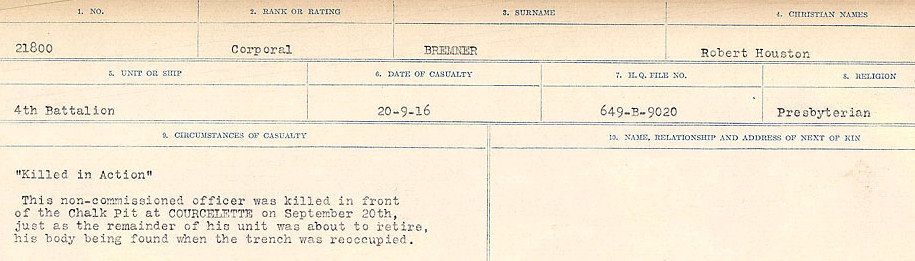 1. NO. 2. RANK OR RATING 3. SURNAME 4. CHRISTIAN NAMES
21800 Corporal BREMNER Robert Houston
5. UNIT OR SHIP 6. DATE OF CASUALTY 7. H.Q. FILE NO. 8. RELIGION
4th Battalion 20-9-16 649-B-9020 Presbyterian
9. CIRCUMSTANCES OF CASUALTY 10. NAME, RELATIONSHIP AND ADDRESS OF NEXT OF KIN
"Killed in Action"
This non-commissioned officer was killed in front
of the Chalk Pit at COURCELETTE on September 20th,
just as the remainder of his unit was about to retire,
his body being found when the trench was reoccupied.